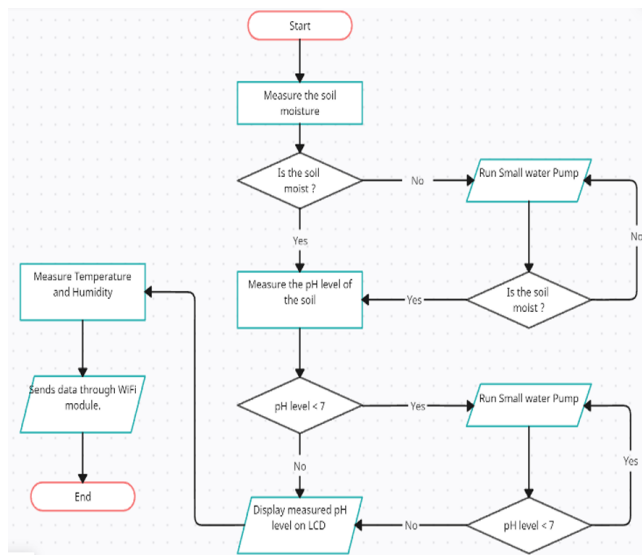 Start
Measure the soil
moisture
Is the soil
moist ?
No
Run Small water Pump
No
Yes
Is the soil
moist ?
Yes
Measure the pH level of
the soil
Measure Temperature
and Humidity
Sends data through WiFi
module.
End
pH level < 7
Yes
Run Small water Pump
Yes
No
pH level < 7
No
Display measured pH
level on LCD